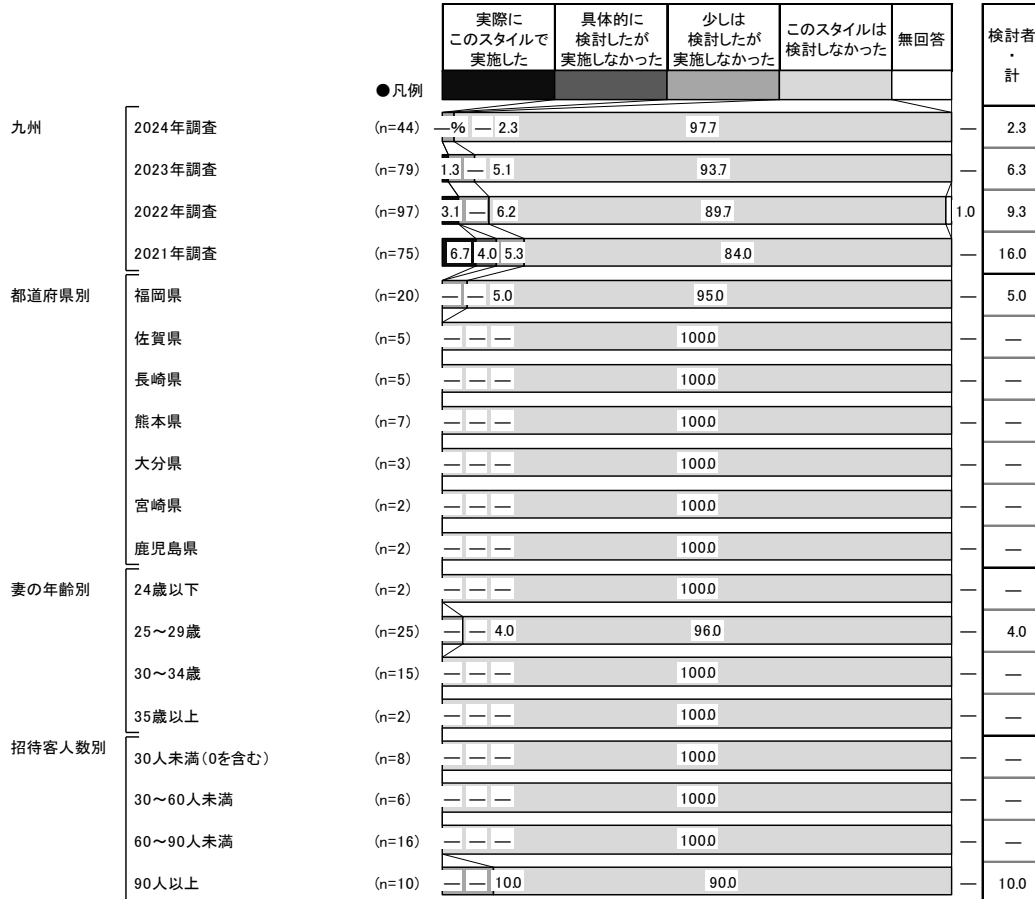 実際に
このスタイルで
実施した
具体的に
検討したが
実施しなかった
少しは
検討したが
実施しなかった
このスタイルは
検討しなかった
無回答
検討者
・
計
●凡例
九州 2024年調査 (n=44) —% — 2.3 97.7 — 2.3
2023年調査 (n=79) 1.3 — 5.1 93.7 — 6.3
2022年調査 (n=97) 3.1 — 6.2 89.7 1.0 9.3
2021年調査 (n=75) 6.7 4.0 5.3 84.0 — 16.0
都道府県別 福岡県 (n=20) — — 5.0 95.0 — 5.0
佐賀県 (n=5) — — — 100.0 — —
長崎県 (n=5) — — — 100.0 — —
熊本県 (n=7) — — — 100.0 — —
大分県 (n=3) — — — 100.0 — —
宮崎県 (n=2) — — — 100.0 — —
鹿児島県 (n=2) — — — 100.0 — —
妻の年齢別 24歳以下 (n=2) — — — 100.0 — —
25～29歳 (n=25) — — 4.0 96.0 — 4.0
30～34歳 (n=15) — — — 100.0 — —
35歳以上 (n=2) — — — 100.0 — —
招待客人数別 30人未満(0を含む) (n=8) — — — 100.0 — —
30～60人未満 (n=6) — — — 100.0 — —
60～90人未満 (n=16) — — — 100.0 — —
90人以上 (n=10) — — 10.0 90.0 — 10.0